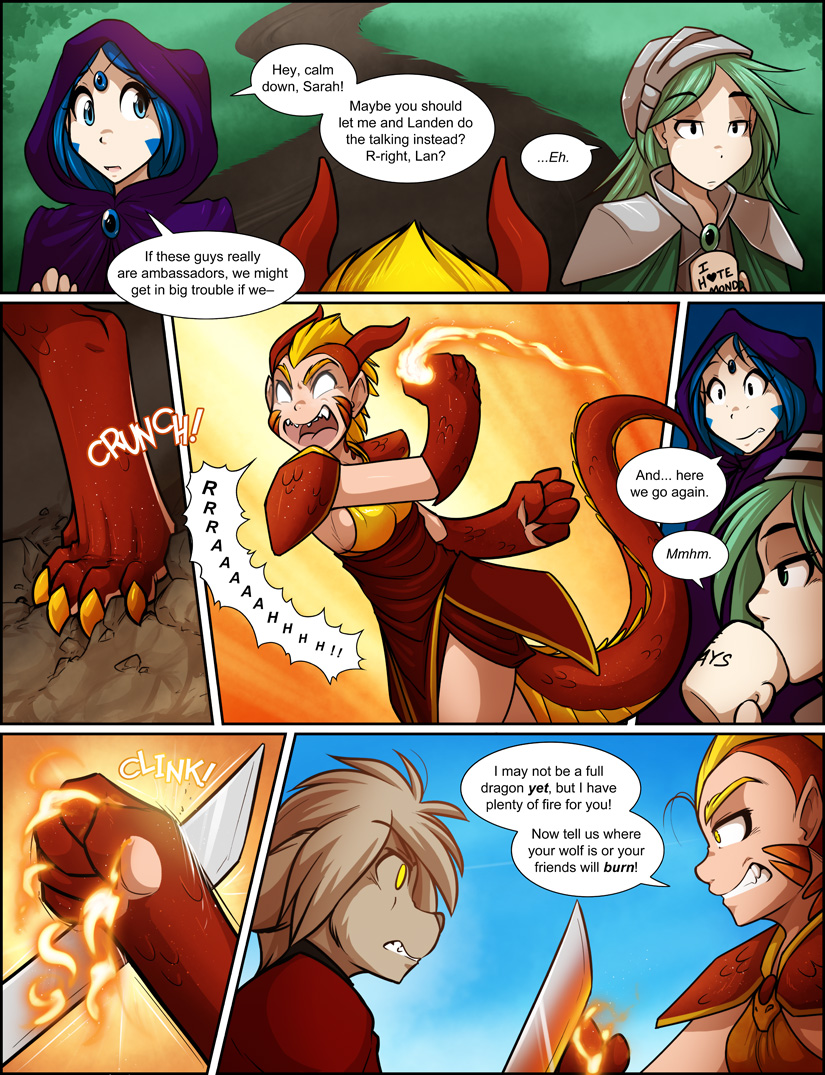 Hey, calm
down, Sarah!
Maybe you should
let me and Landen do
the talking instead?
R-right, Lan?
...Eh.
If these guys really
are ambassadors, we might
get in big trouble if we–
I
H♥TE
MONDA
CRUNCH!
RRRAAAAAAHHHH!!
And... here
we go again.
Mmhm.
AYS
CLINK!
I may not be a full
dragon yet, but I have
plenty of fire for you!
Now tell us where
your wolf is or your
friends will burn!